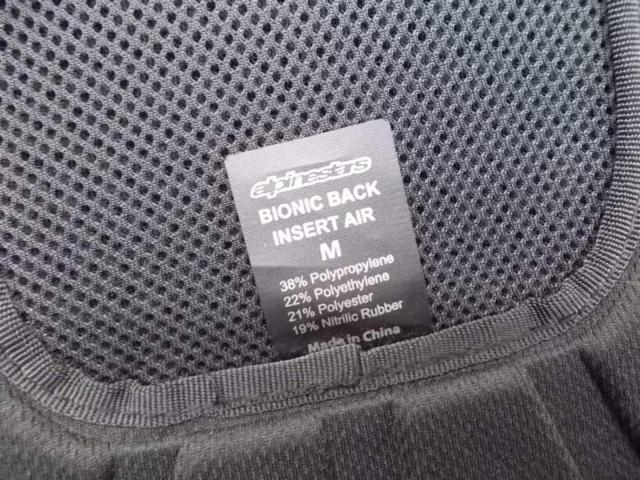 alpinestars
BIONIC BACK
INSERT AIR
M
38% Polypropylene
22% Polyethylene
21% Polyester
19% Nitrilic Rubber
Made in China